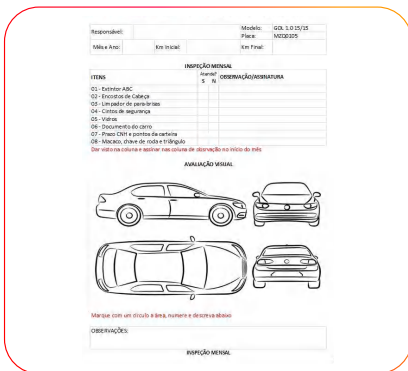 Responsável: Modelo: GOL 1.0 15/15
Placa: MZQ0105
Mês e Ano: Km Inicial: Km Final:
INSPEÇÃO MENSAL
ITENS Atende? S N OBSERVAÇÃO/ASSINATURA
01 - Extintor ABC
02 - Encostos de Cabeça
03 - Limpador de para-brisas
04 - Cintos de segurança
05 - Vidros
06 - Documento do carro
07 - Prazo CNH e pontos da carteira
08 - Macaco, chave de roda e triângulo
Dar visto na coluna e assinar nas coluna de observação no início do mês
AVALIAÇÃO VISUAL
Marque com um círculo a área, numere e descreva abaixo
OBSERVAÇÕES:
INSPEÇÃO MENSAL